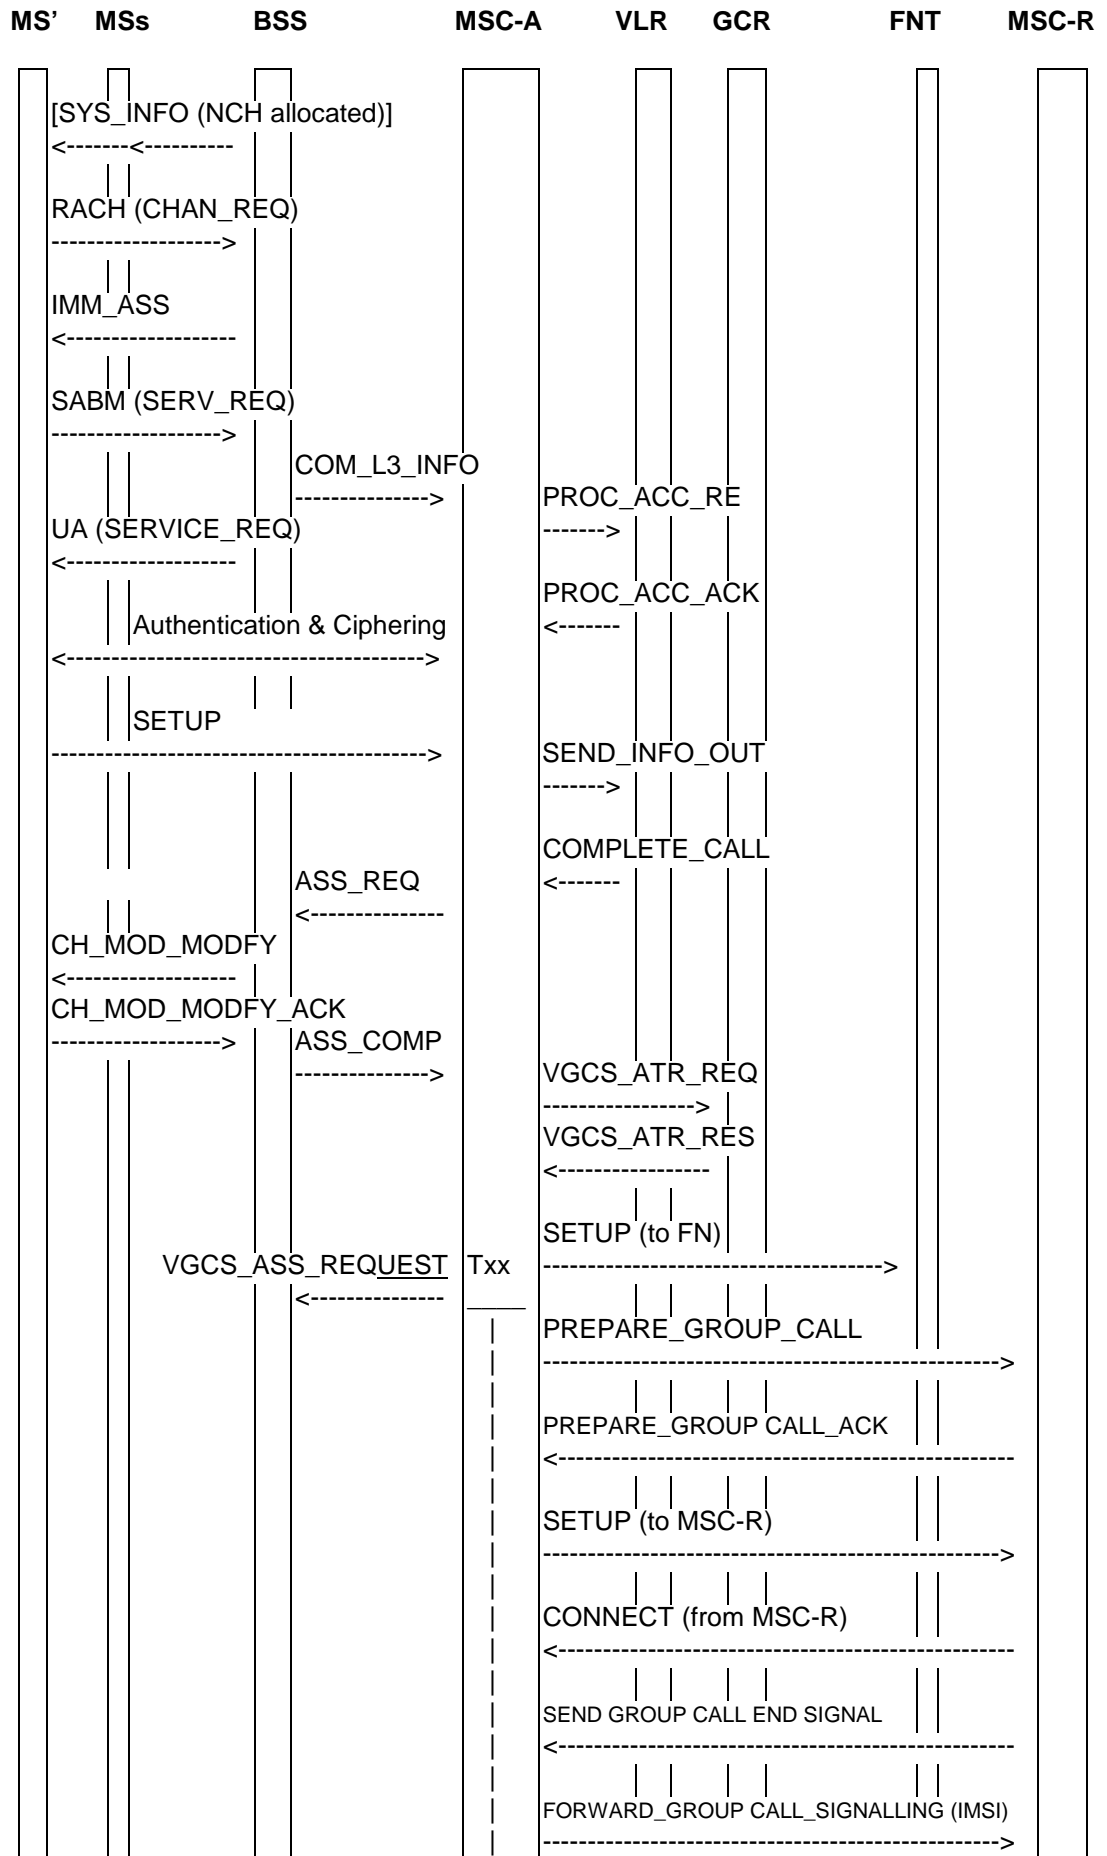 MS’ MSs BSS MSC-A VLR GCR FNT MSC-R
[SYS_INFO (NCH allocated)]
<-------<----------
RACH (CHAN_REQ)
------------------->
IMM_ASS
<-------------------
SABM (SERV_REQ)
------------------->
COM_L3_INFO
---------------> PROC_ACC_RE
UA (SERVICE_REQ) ------->
<-------------------
PROC_ACC_ACK
Authentication & Ciphering <-------
<---------------------------------------->
SETUP
-----------------------------------------> SEND_INFO_OUT
------->
COMPLETE_CALL
ASS_REQ <-------
<---------------
CH_MOD_MODFY
<-------------------
CH_MOD_MODFY_ACK
-------------------> ASS_COMP
---------------> VGCS_ATR_REQ
----------------->
VGCS_ATR_RES
<-----------------
SETUP (to FN)
VGCS_ASS_REQUEST Txx -------------------------------------->
<--------------- ____
PREPARE_GROUP_CALL
--------------------------------------------------->
PREPARE_GROUP CALL_ACK
<---------------------------------------------------
SETUP (to MSC-R)
--------------------------------------------------->
CONNECT (from MSC-R)
<---------------------------------------------------
SEND GROUP CALL END SIGNAL
<---------------------------------------------------
FORWARD_GROUP CALL_SIGNALLING (IMSI)
--------------------------------------------------->